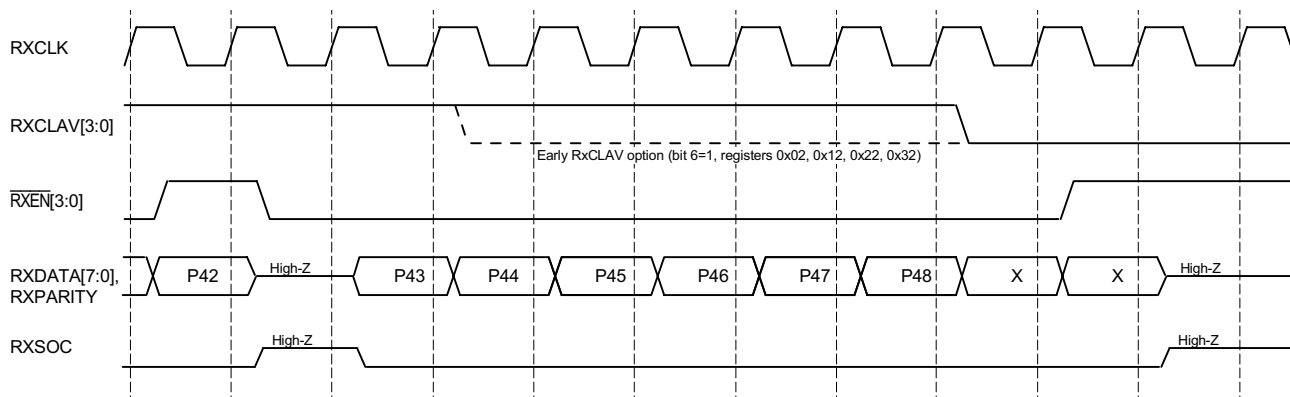 RXCLK
RXCLAV[3:0]
Early RxCLAV option (bit 6=1, registers 0x02, 0x12, 0x22, 0x32)
RXEN[3:0]
RXDATA[7:0],
RXPARITY
P42 High-Z P43 P44 P45 P46 P47 P48 X X High-Z
RXSOC
High-Z High-Z